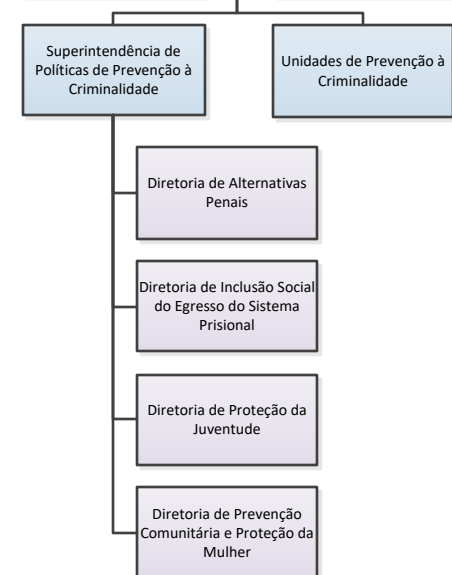 Superintendência de
Políticas de Prevenção à
Criminalidade
Unidades de Prevenção à
Criminalidade
Diretoria de Alternativas
Penais
Diretoria de Inclusão Social
do Egresso do Sistema
Prisional
Diretoria de Proteção da
Juventude
Diretoria de Prevenção
Comunitária e Proteção da
Mulher